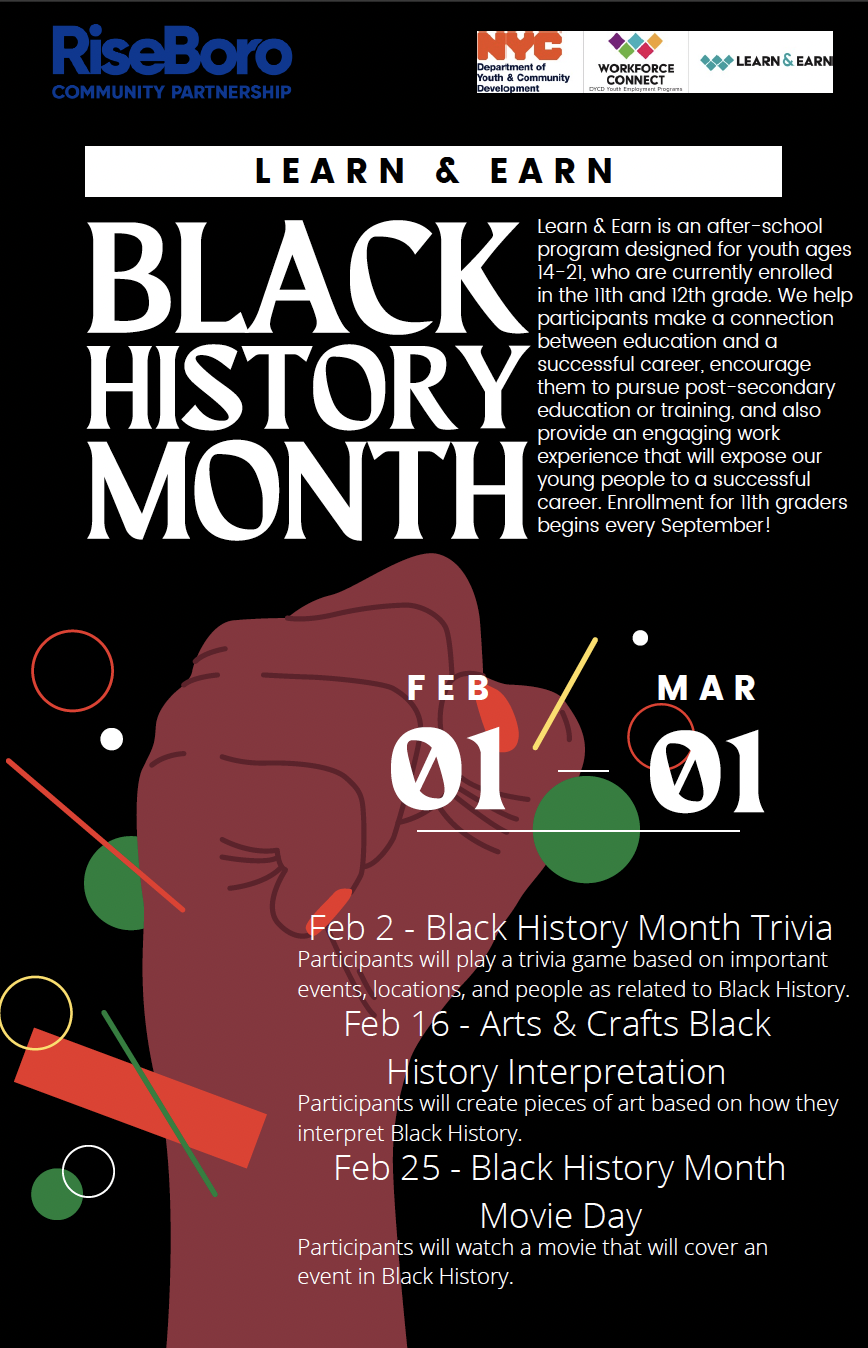 RiseBoro
COMMUNITY PARTNERSHIP
NYC
Department of
Youth & Community
Development
WORKFORCE
CONNECT
DYCD Youth Employment Programs
LEARN & EARN
LEARN & EARN
BLACK
HISTORY
MONTH
Learn & Earn is an after-school
program designed for youth ages
14-21, who are currently enrolled
in the 11th and 12th grade. We help
participants make a connection
between education and a
successful career, encourage
them to pursue post-secondary
education or training, and also
provide an engaging work
experience that will expose our
young people to a successful
career. Enrollment for 11th graders
begins every September!
FEB
MAR
01 — 01
Feb 2 - Black History Month Trivia
Participants will play a trivia game based on important
events, locations, and people as related to Black History.
Feb 16 - Arts & Crafts Black
History Interpretation
Participants will create pieces of art based on how they
interpret Black History.
Feb 25 - Black History Month
Movie Day
Participants will watch a movie that will cover an
event in Black History.